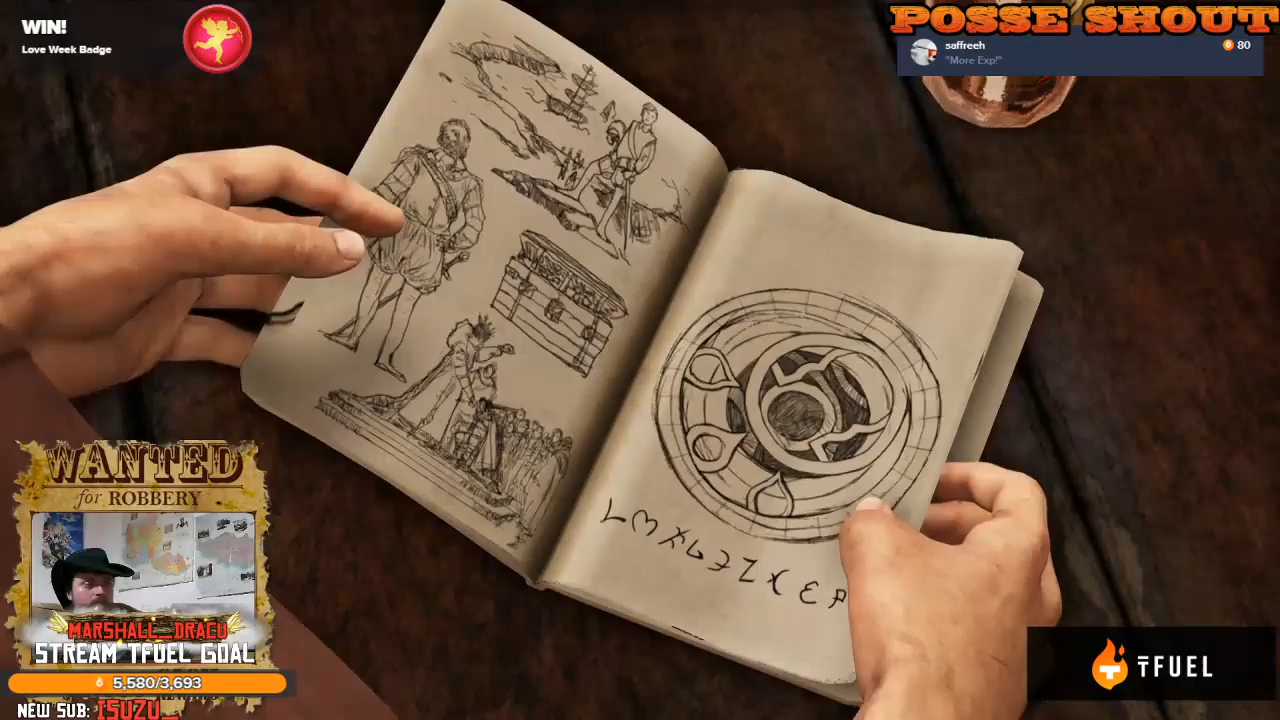 WIN!
Love Week Badge
POSSE SHOUT
saffreeh
80
"More Exp!"
WANTED
for ROBBERY
MARSHALL_DRACU
STREAM TFUEL GOAL
5,580/3,693
NEW SUB: ISUZU_
TFUEL